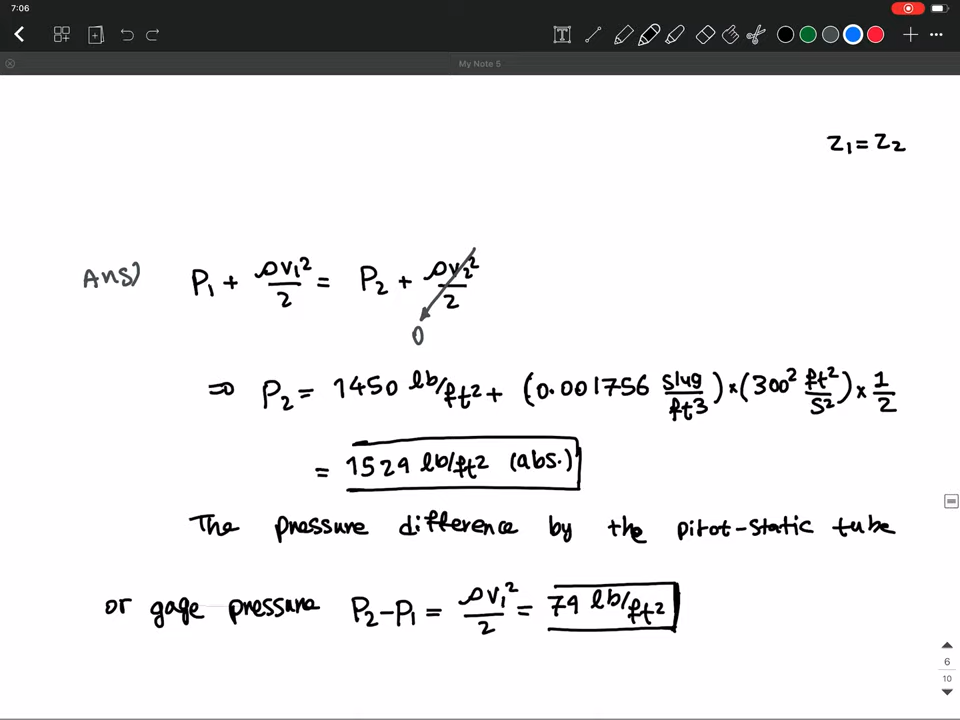 7:06
My Note 5
Z₁ = Z₂
Ans) P₁ + ρv₁²/2 = P₂ + ρv₂²/2
0
⇒ P₂ = 1450 lb/ft² + (0.001756 slug/ft3) × (300² ft²/s²) × 1/2
= 1529 lb/ft² (abs.)
The pressure difference by the pitot-static tube
or gage pressure P₂-P₁ = ρv₁²/2 = 79 lb/ft²
6
10